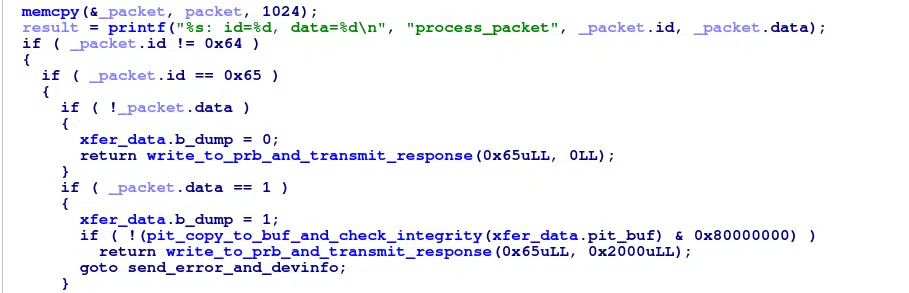 memcpy(&_packet, packet, 1024);
result = printf("%s: id=%d, data=%d\n", "process_packet", _packet.id, _packet.data);
if ( _packet.id != 0x64 )
{
if ( _packet.id == 0x65 )
{
if ( !_packet.data )
{
xfer_data.b_dump = 0;
return write_to_prb_and_transmit_response(0x65uLL, 0LL);
}
if ( _packet.data == 1 )
{
xfer_data.b_dump = 1;
if ( !(pit_copy_to_buf_and_check_integrity(xfer_data.pit_buf) & 0x80000000) )
return write_to_prb_and_transmit_response(0x65uLL, 0x2000uLL);
goto send_error_and_devinfo;
}